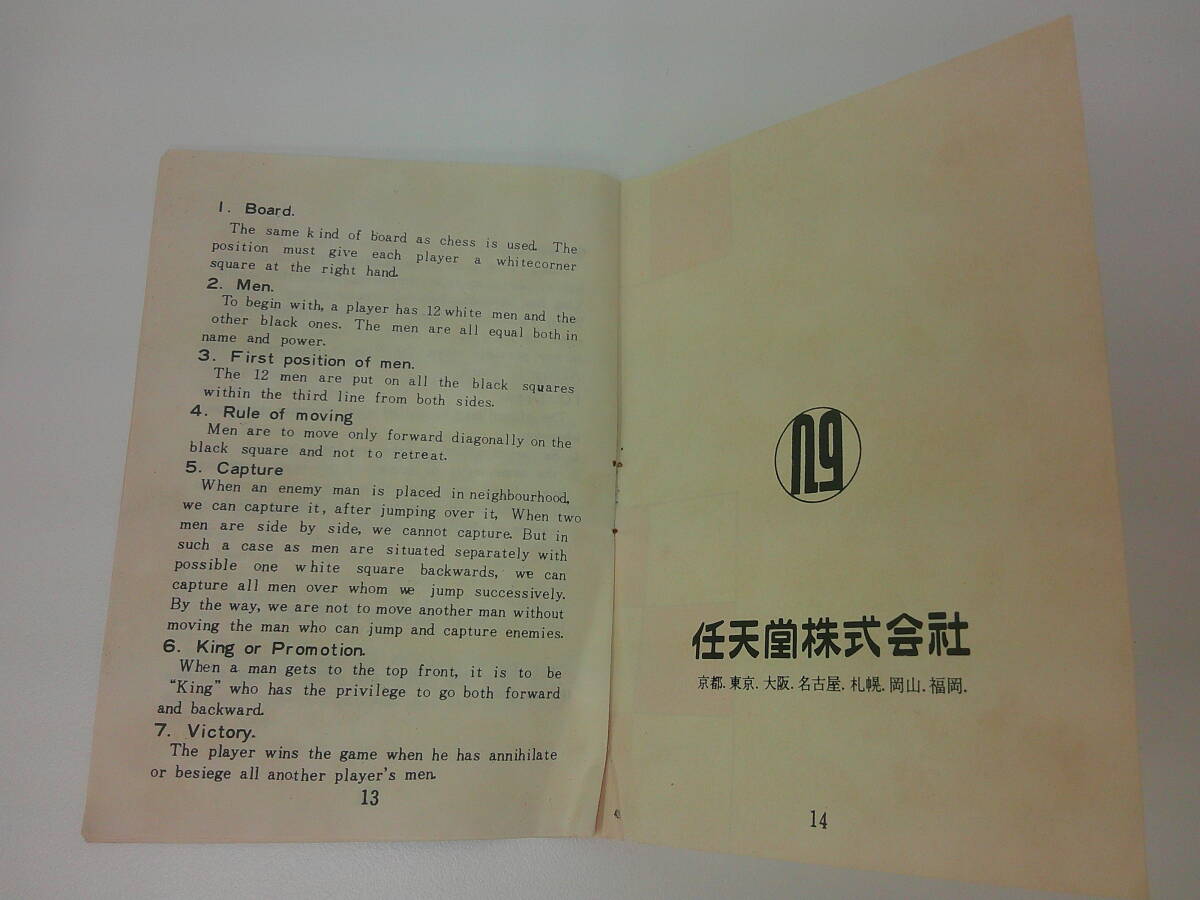 1. Board.
The same kind of board as chess is used. The
position must give each player a whitecorner
square at the right hand.
2. Men.
To begin with, a player has 12 white men and the
other black ones. The men are all equal both in
name and power.
3. First position of men.
The 12 men are put on all the black squares
within the third line from both sides.
4. Rule of moving
Men are to move only forward diagonally on the
black square and not to retreat.
5. Capture
When an enemy man is placed in neighbourhood,
we can capture it, after jumping over it, When two
men are side by side, we cannot capture. But in
such a case as men are situated separately with
possible one white square backwards, we can
capture all men over whom we jump successively.
By the way, we are not to move another man without
moving the man who can jump and capture enemies.
6. King or Promotion.
When a man gets to the top front, it is to be
"King" who has the privilege to go both forward
and backward.
7. Victory.
The player wins the game when he has annihilate
or besiege all another player's men.
13
任天堂株式会社
京都.東京.大阪.名古屋.札幌.岡山.福岡.
14